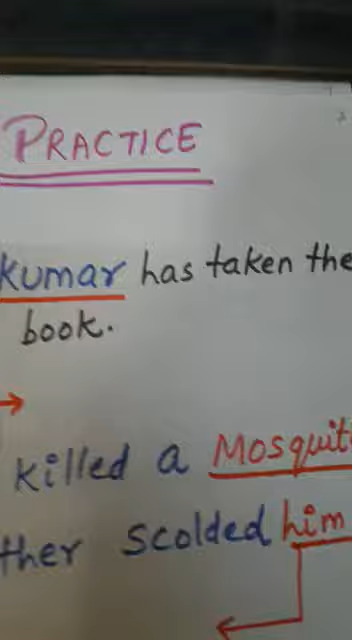 PRACTICE
Kumar has taken the
book.
killed a Mosquit
ther scolded him